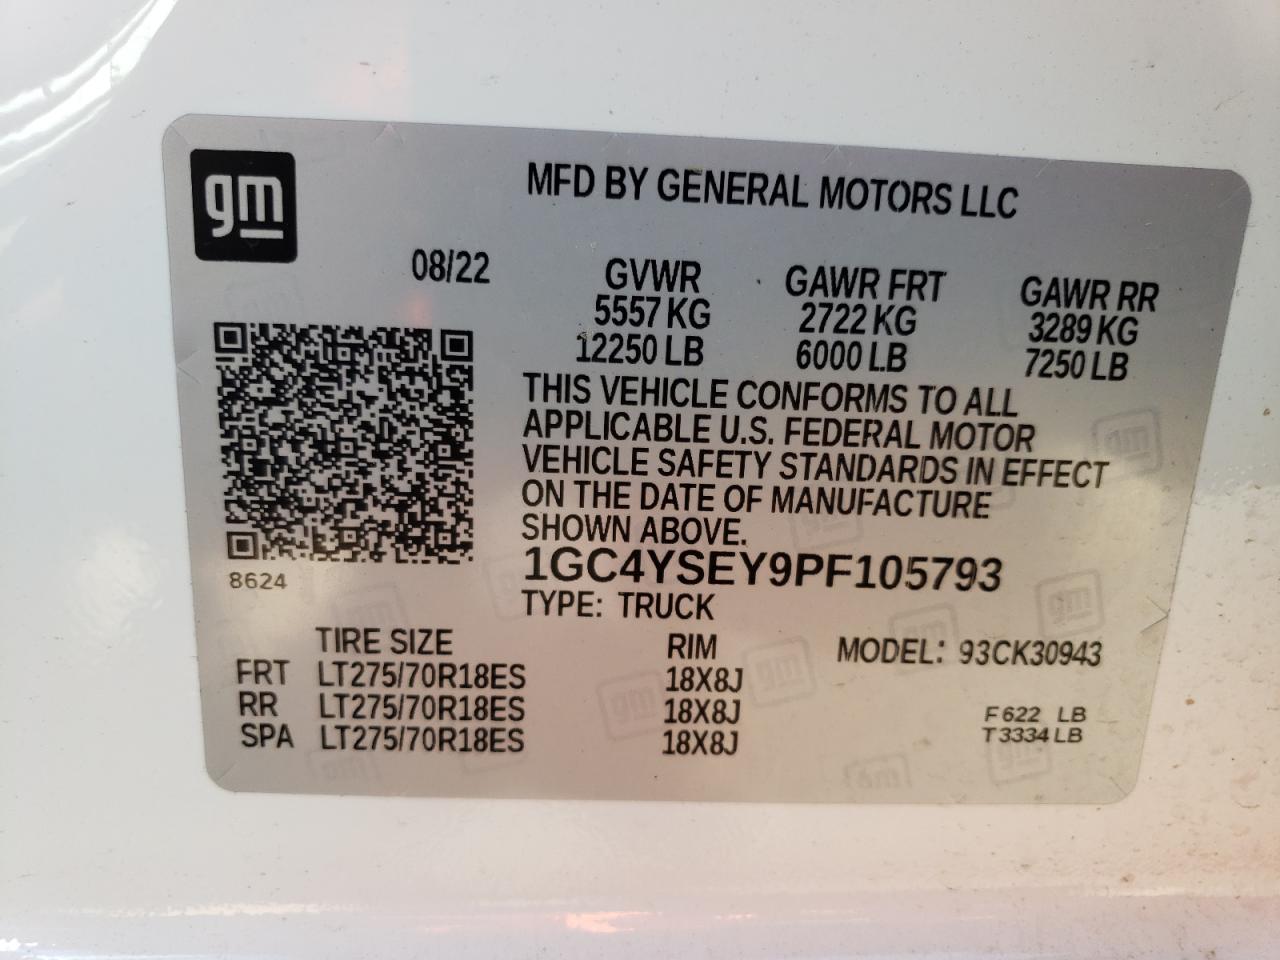 gm
MFD BY GENERAL MOTORS LLC
08/22
GVWR GAWR FRT GAWR RR
5557 KG 2722 KG 3289 KG
12250 LB 6000 LB 7250 LB
THIS VEHICLE CONFORMS TO ALL
APPLICABLE U.S. FEDERAL MOTOR
VEHICLE SAFETY STANDARDS IN EFFECT
ON THE DATE OF MANUFACTURE
SHOWN ABOVE.
8624
1GC4YSEY9PF105793
TYPE: TRUCK
TIRE SIZE RIM MODEL: 93CK30943
FRT LT275/70R18ES 18X8J
RR LT275/70R18ES 18X8J
SPA LT275/70R18ES 18X8J
F 622 LB
T 3334 LB